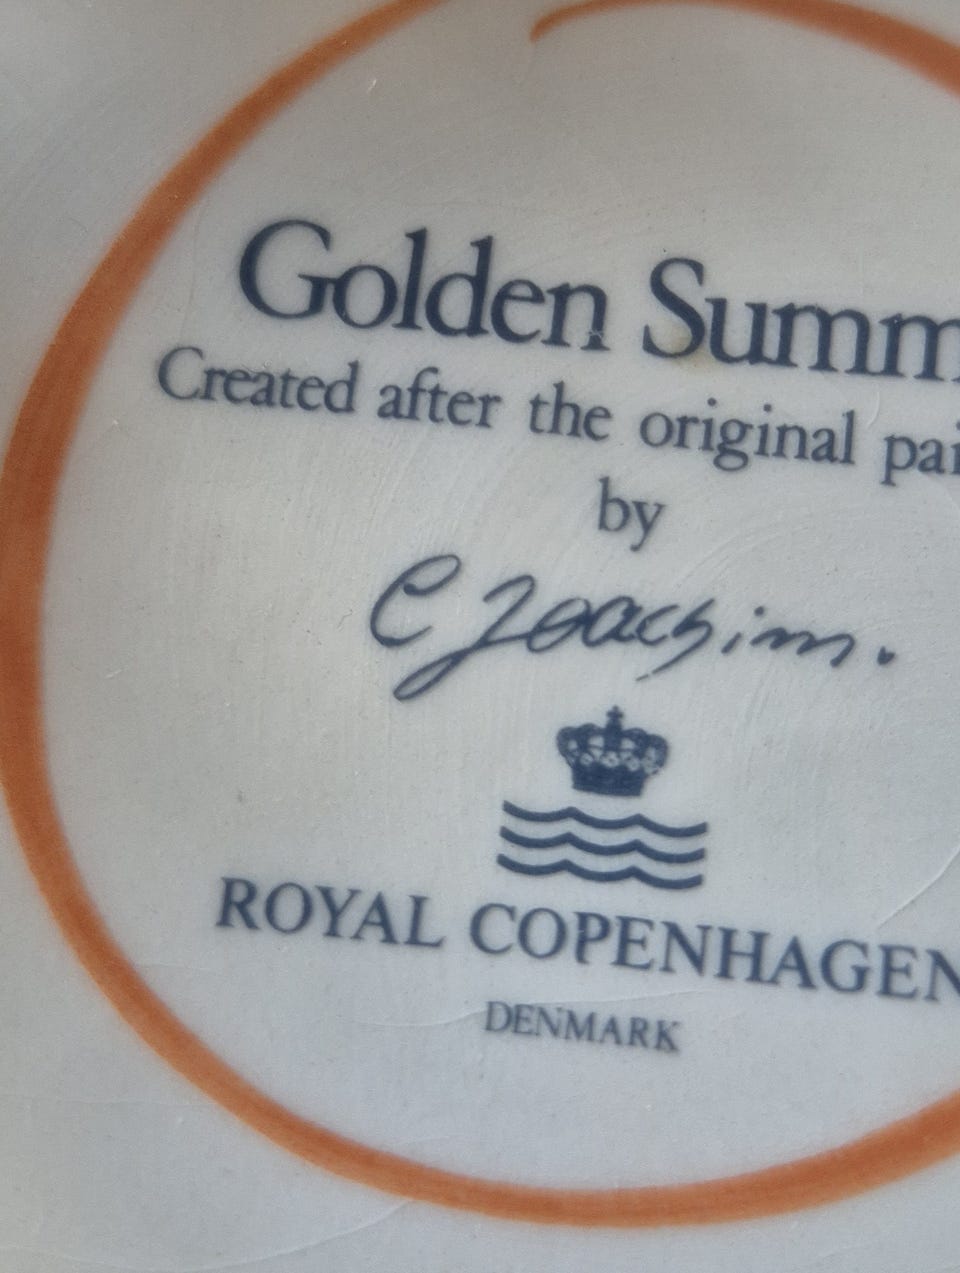 Golden Summ
Created after the original pai
by
C Joachim.
ROYAL COPENHAGEN
DENMARK